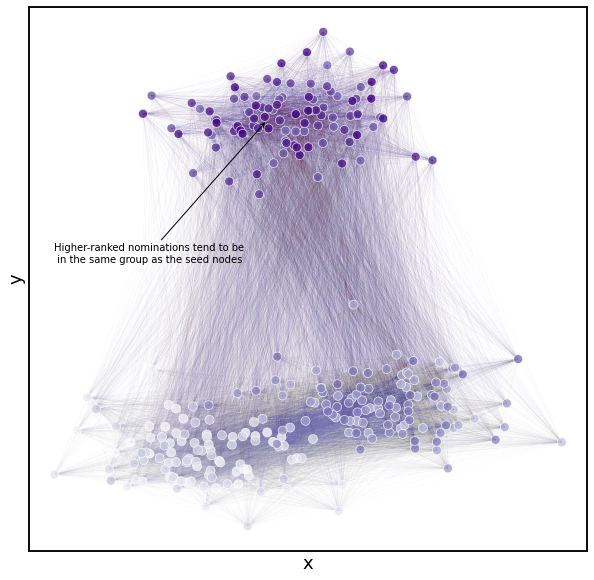 Higher-ranked nominations tend to be
in the same group as the seed nodes
y
x